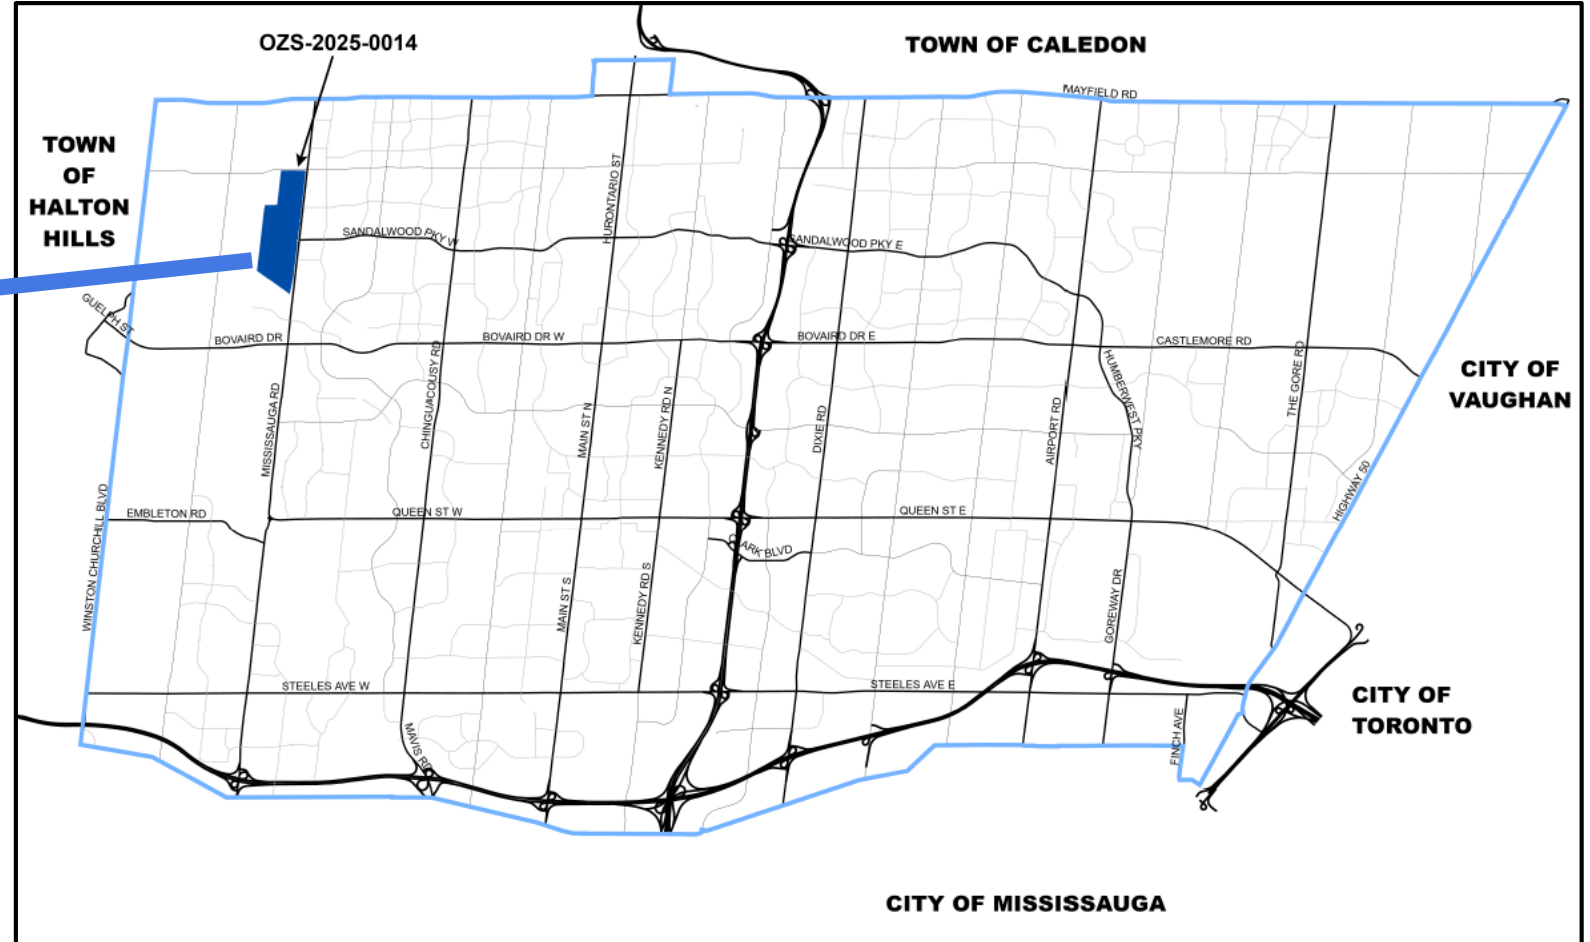 OZS-2025-0014
TOWN OF CALEDON
MAYFIELD RD
TOWN
OF
HALTON
HILLS
HURONTARIO ST
SANDALWOOD PKY W
SANDALWOOD PKY E
GUELPH ST
BOVAIRD DR
BOVAIRD DR W
BOVAIRD DR E
CASTLEMORE RD
CITY OF
VAUGHAN
MISSISSAUGA RD
CHINGUACOUSY RD
MAIN ST N
KENNEDY RD N
DIXIE RD
AIRPORT RD
HUMBERWEST PKY
THE GORE RD
HIGHWAY 50
WINSTON CHURCHILL BLVD
EMBLETON RD
QUEEN ST W
QUEEN ST E
CLARK BLVD
MAIN ST S
KENNEDY RD S
GOREWAY DR
STEELES AVE W
STEELES AVE E
MAVIS RD
FINCH AVE
CITY OF
TORONTO
CITY OF MISSISSAUGA